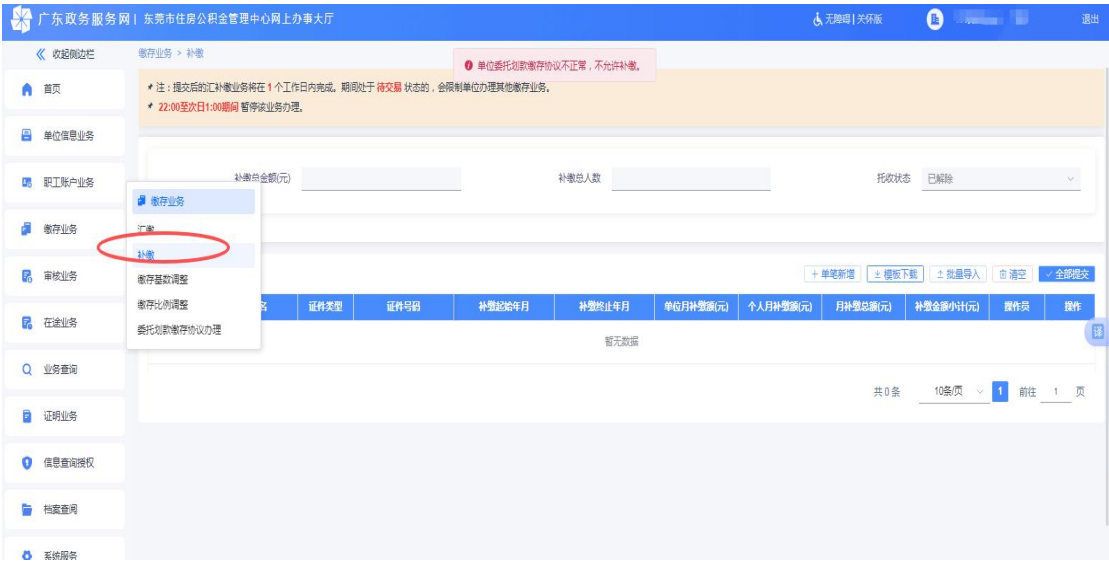 广东政务服务网 | 东莞市住房公积金管理中心网上办事大厅
无障碍 | 关怀版
退出
收起侧边栏
缴存业务 > 补缴
单位委托划款缴存协议不正常，不允许补缴。
首页
注：提交后的汇补缴业务将在 1 个工作日内完成。期间处于 待交易 状态的，会限制单位办理其他缴存业务。
22:00至次日1:00期间 暂停该业务办理。
单位信息业务
职工账户业务
补缴总金额(元)
补缴总人数
托收状态 已解除
缴存业务
汇缴
补缴
缴存基数调整
缴存比例调整
委托划款缴存协议办理
缴存业务
审核业务
在途业务
业务查询
证明业务
信息查询授权
档案查阅
系统服务
单笔新增 模板下载 批量导入 清空 全部提交
名 证件类型 证件号码 补缴起始年月 补缴终止年月 单位月补缴额(元) 个人月补缴额(元) 月补缴总额(元) 补缴金额小计(元) 操作员 操作
暂无数据
译
共 0 条 10条/页 1 前往 1 页